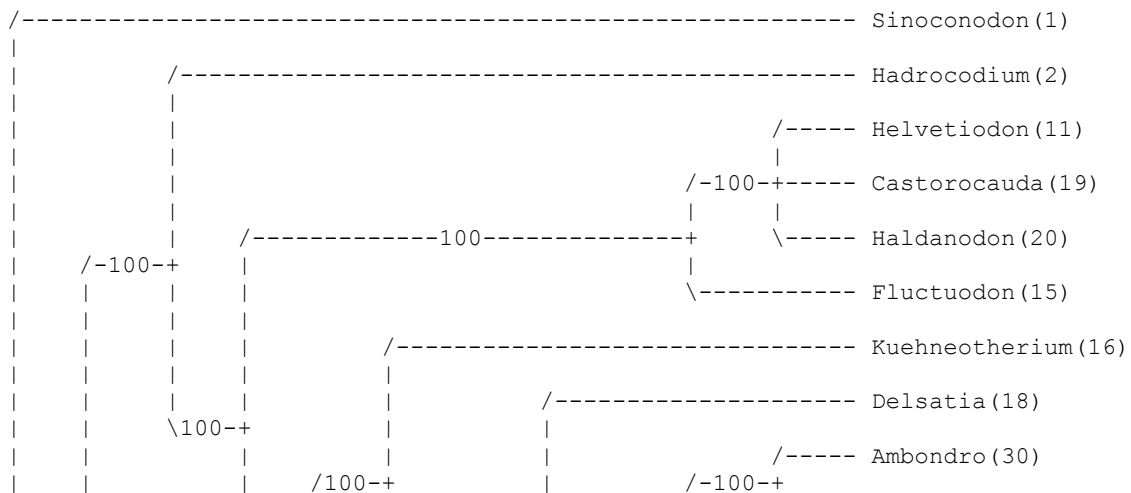 /---------------------------------------------------------- Sinoconodon(1)
|
|          /----------------------------------------------- Hadrocodium(2)
|          |
|          |                                         /----- Helvetiodon(11)
|          |                                         |
|          |                                   /-100-+----- Castorocauda(19)
|          |                                   |     |
|          |    /-------------100--------------+     \----- Haldanodon(20)
|    /-100-+    |                              |
|    |     |    |                              \----------- Fluctuodon(15)
|    |     |    |
|    |     |    |         /-------------------------------- Kuehneotherium(16)
|    |     |    |         |
|    |     |    |         |          /--------------------- Delsatia(18)
|    |     \100-+         |          |
|    |          |         |          |               /----- Ambondro(30)
|    |          |    /100-+          |         /-100-+